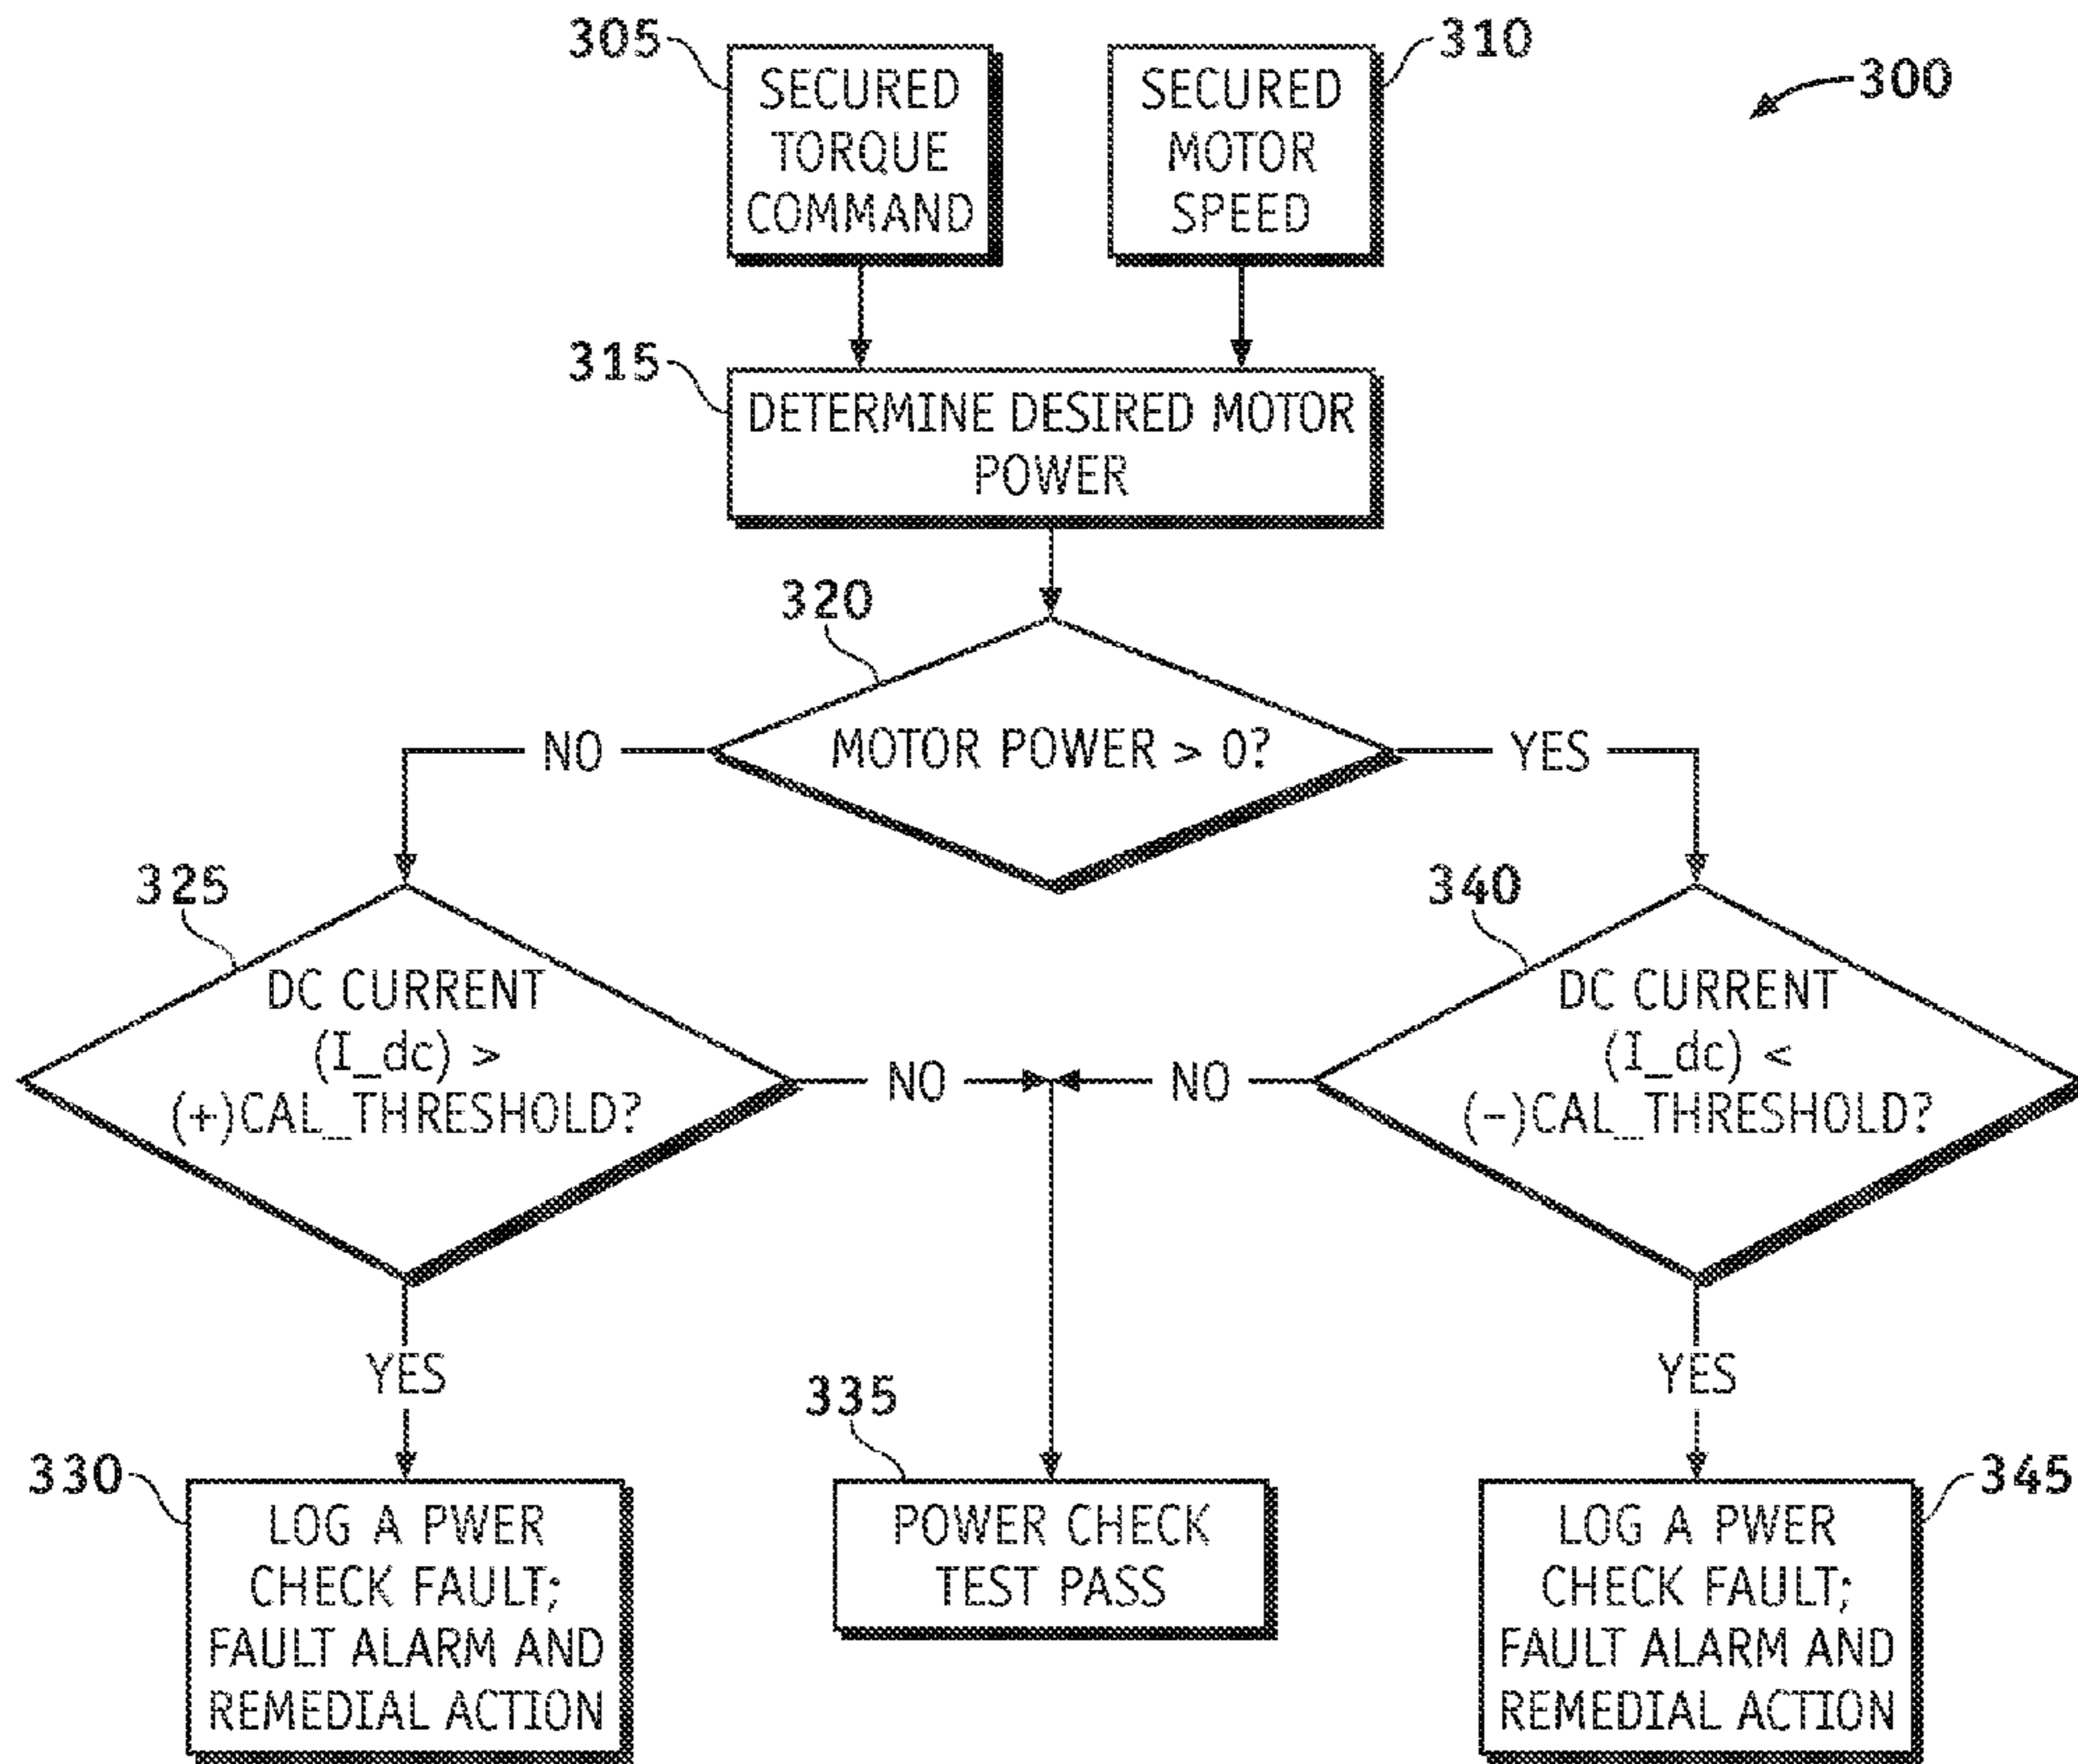 305
SECURED
TORQUE
COMMAND
310
SECURED
MOTOR
SPEED
300
315
DETERMINE DESIRED MOTOR
POWER
320
MOTOR POWER > 0?
NO
YES
325
DC CURRENT
(I_dc) >
(+)CAL_THRESHOLD?
340
DC CURRENT
(I_dc) <
(-)CAL_THRESHOLD?
NO
NO
YES
YES
330
LOG A PWER
CHECK FAULT;
FAULT ALARM AND
REMEDIAL ACTION
335
POWER CHECK
TEST PASS
345
LOG A PWER
CHECK FAULT;
FAULT ALARM AND
REMEDIAL ACTION